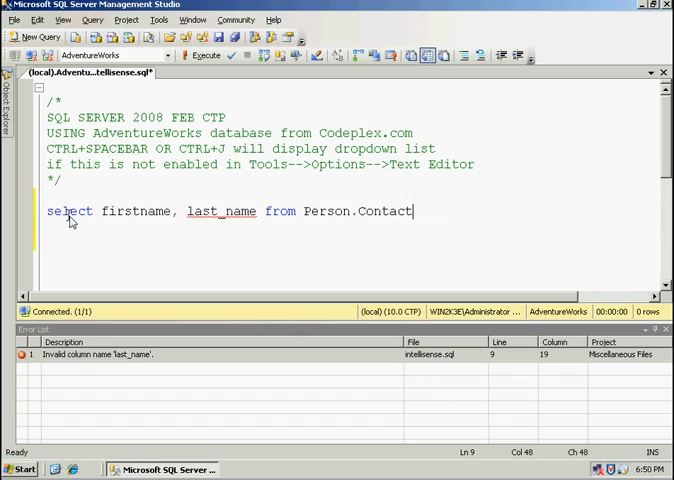 Microsoft SQL Server Management Studio
File Edit View Query Project Tools Window Community Help
New Query
AdventureWorks Execute
(local).Adventu...tellisense.sql*
Object Explorer
/*
SQL SERVER 2008 FEB CTP
USING AdventureWorks database from Codeplex.com
CTRL+SPACEBAR OR CTRL+J will display dropdown list
if this is not enabled in Tools-->Options-->Text Editor
*/
select firstname, last_name from Person.Contact
Connected. (1/1) (local) (10.0 CTP) WIN2K3E\Administrator ... AdventureWorks 00:00:00 0 rows
Error List
Description File Line Column Project
1 Invalid column name 'last_name'. intellisense.sql 9 19 Miscellaneous Files
Ready Ln 9 Col 48 Ch 48 INS
Start Microsoft SQL Server ... 6:50 PM